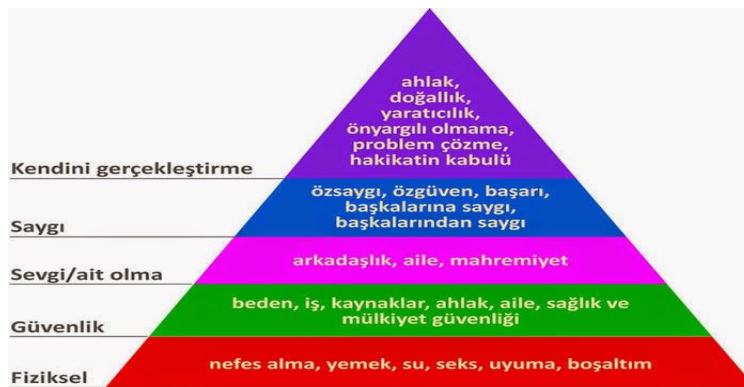 ahlak,
doğallık,
yaratıcılık,
önyargılı olmama,
problem çözme,
hakikatin kabulü
Kendini gerçekleştirme
özsaygı, özgüven, başarı,
başkalarına saygı,
başkalarından saygı
Saygı
arkadaşlık, aile, mahremiyet
Sevgi/ait olma
beden, iş, kaynaklar, ahlak, aile, sağlık ve
mülkiyet güvenliği
Güvenlik
nefes alma, yemek, su, seks, uyuma, boşaltım
Fiziksel